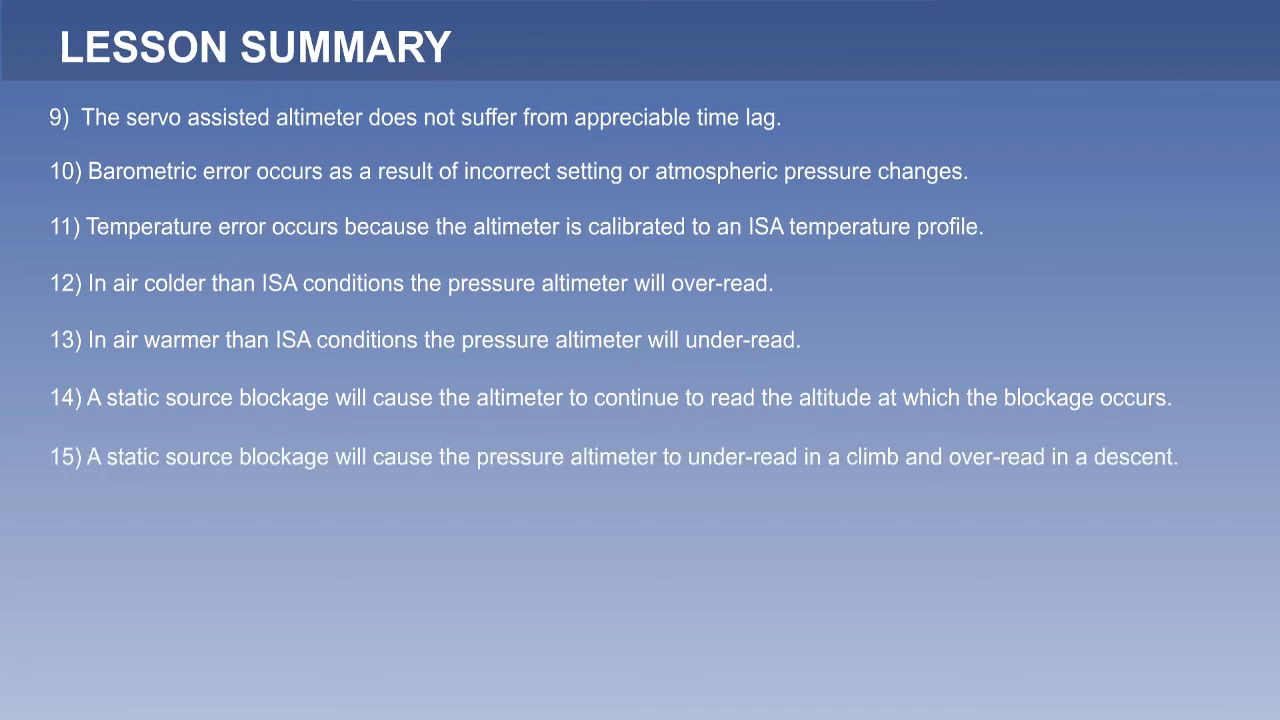 LESSON SUMMARY
9) The servo assisted altimeter does not suffer from appreciable time lag.
10) Barometric error occurs as a result of incorrect setting or atmospheric pressure changes.
11) Temperature error occurs because the altimeter is calibrated to an ISA temperature profile.
12) In air colder than ISA conditions the pressure altimeter will over-read.
13) In air warmer than ISA conditions the pressure altimeter will under-read.
14) A static source blockage will cause the altimeter to continue to read the altitude at which the blockage occurs.
15) A static source blockage will cause the pressure altimeter to under-read in a climb and over-read in a descent.